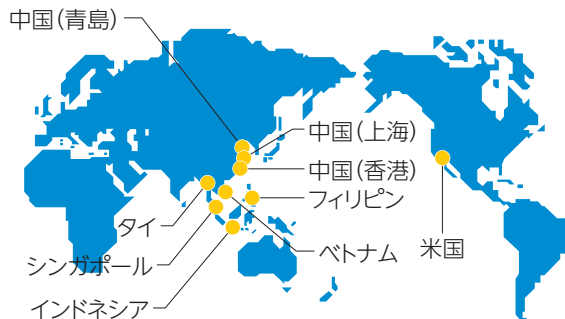 中国（青島）
中国（上海）
中国（香港）
フィリピン
タイ
ベトナム
米国
シンガポール
インドネシア